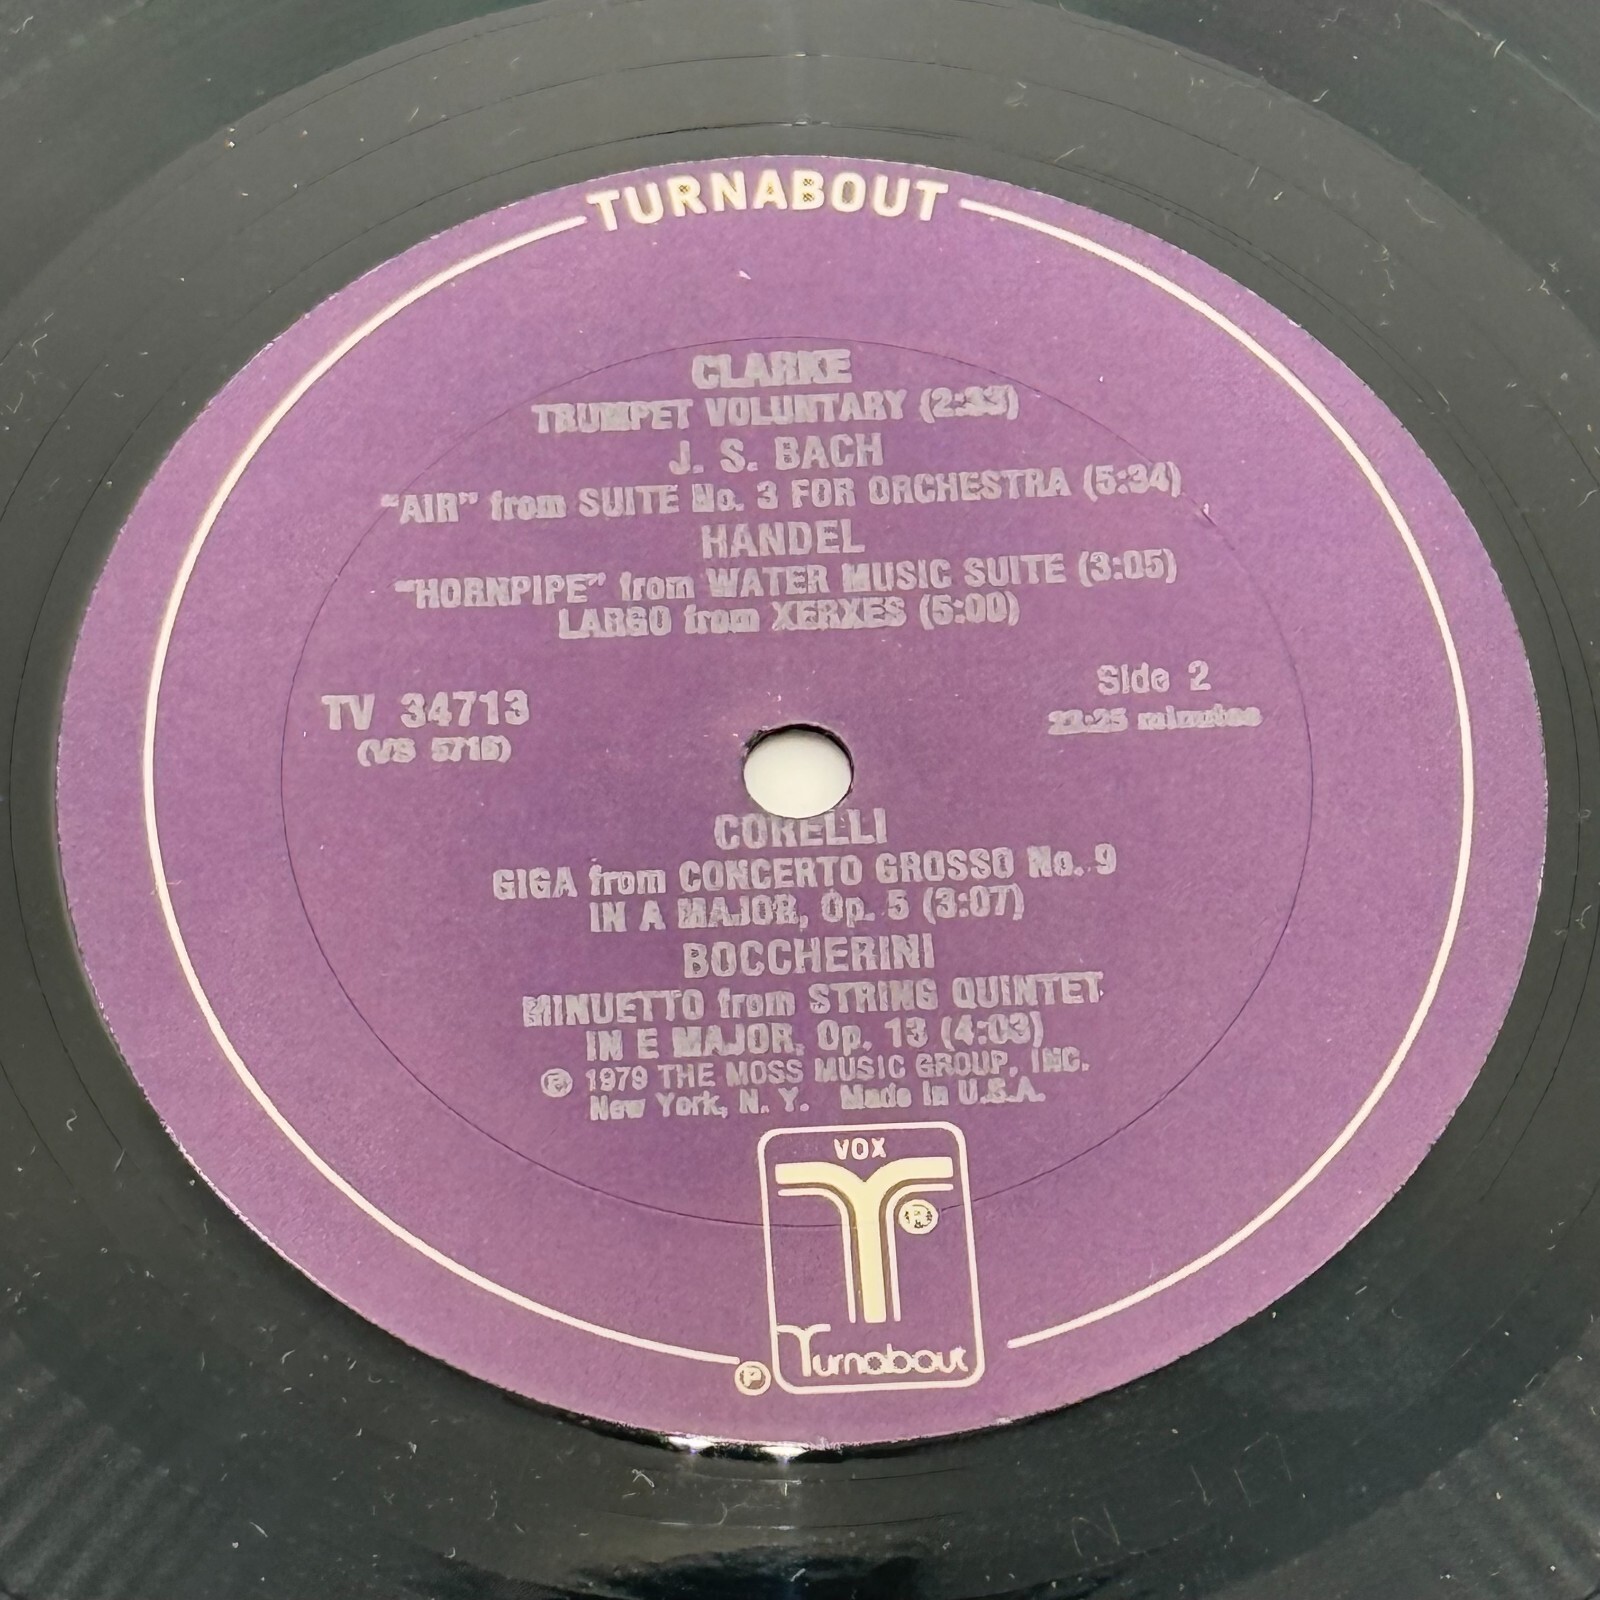 TURNABOUT
CLARKE
TRUMPET VOLUNTARY (2:33)
J. S. BACH
"AIR" from SUITE No. 3 FOR ORCHESTRA (5:34)
HANDEL
"HORNPIPE" from WATER MUSIC SUITE (3:05)
LARGO from XERXES (5:00)
TV 34713
(VS 5716)
Side 2
22:25 minutes
CORELLI
GIGA from CONCERTO GROSSO No. 9
IN A MAJOR, Op. 5 (3:07)
BOCCHERINI
MINUETTO from STRING QUINTET
IN E MAJOR, Op. 13 (4:03)
℗ 1979 THE MOSS MUSIC GROUP, INC.
New York, N. Y. Made in U.S.A.
VOX
®
Turnabout
℗